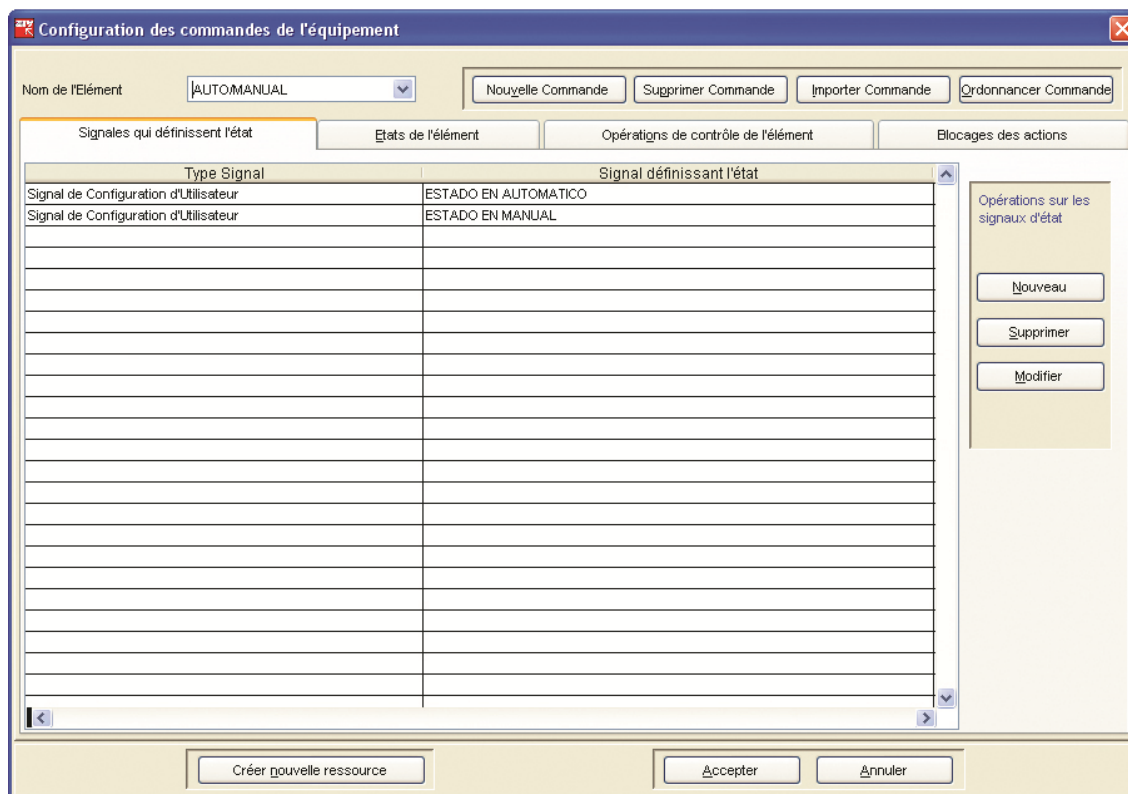 ZIV Configuration des commandes de l'équipement
Nom de l'Elément AUTO/MANUAL Nouvelle Commande Supprimer Commande Importer Commande Ordonnancer Commande
Signales qui définissent l'état Etats de l'élément Opérations de contrôle de l'élément Blocages des actions
Type Signal Signal définissant l'état
Signal de Configuration d'Utilisateur ESTADO EN AUTOMATICO
Signal de Configuration d'Utilisateur ESTADO EN MANUAL
Opérations sur les
signaux d'état
Nouveau
Supprimer
Modifier
Créer nouvelle ressource Accepter Annuler